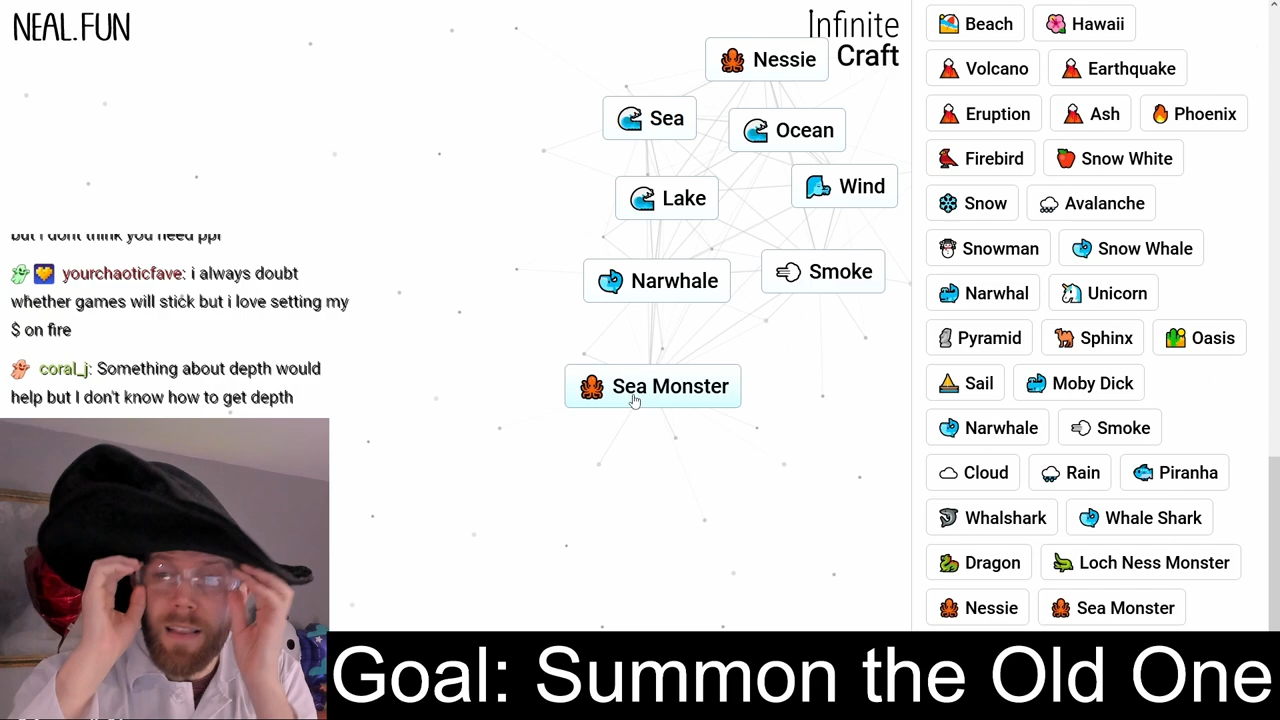 NEAL.FUN
Infinite
Craft
Nessie
Sea
Ocean
Wind
Lake
Narwhale
Smoke
Sea Monster
but i dont think you need ppl
yourchaoticfave: i always doubt
whether games will stick but i love setting my
$ on fire
coral_j: Something about depth would
help but I don't know how to get depth
Beach Hawaii
Volcano Earthquake
Eruption Ash Phoenix
Firebird Snow White
Snow Avalanche
Snowman Snow Whale
Narwhal Unicorn
Pyramid Sphinx Oasis
Sail Moby Dick
Narwhale Smoke
Cloud Rain Piranha
Whalshark Whale Shark
Dragon Loch Ness Monster
Nessie Sea Monster
Goal: Summon the Old One